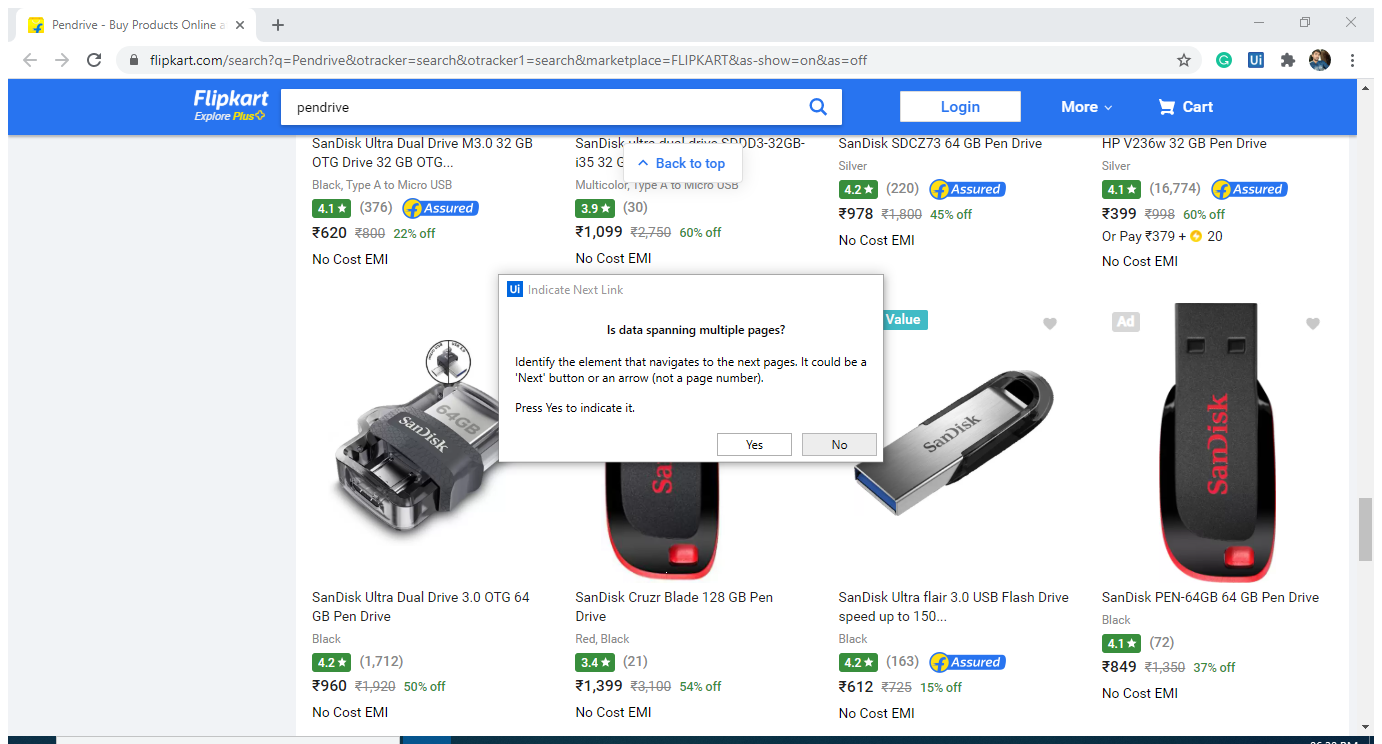 Pendrive - Buy Products Online a
flipkart.com/search?q=Pendrive&otracker=search&otracker1=search&marketplace=FLIPKART&as-show=on&as=off
Ui
Flipkart
Explore Plus
pendrive
Login
More
Cart
Back to top
SanDisk Ultra Dual Drive M3.0 32 GB
OTG Drive 32 GB OTG...
Black, Type A to Micro USB
4.1★ (376) Assured
₹620 ₹800 22% off
No Cost EMI
SanDisk ultra dual drive SDDD3-32GB-
i35 32 G
Multicolor, Type A to Micro USB
3.9★ (30)
₹1,099 ₹2,750 60% off
No Cost EMI
SanDisk SDCZ73 64 GB Pen Drive
Silver
4.2★ (220) Assured
₹978 ₹1,800 45% off
No Cost EMI
HP V236w 32 GB Pen Drive
Silver
4.1★ (16,774) Assured
₹399 ₹998 60% off
Or Pay ₹379 + 20
No Cost EMI
Ui Indicate Next Link
Is data spanning multiple pages?
Identify the element that navigates to the next pages. It could be a
'Next' button or an arrow (not a page number).
Press Yes to indicate it.
Yes
No
Value
Ad
64GB
SanDisk
SanDisk
SanDisk
SanDisk Ultra Dual Drive 3.0 OTG 64
GB Pen Drive
Black
4.2★ (1,712)
₹960 ₹1,920 50% off
No Cost EMI
SanDisk Cruzr Blade 128 GB Pen
Drive
Red, Black
3.4★ (21)
₹1,399 ₹3,100 54% off
No Cost EMI
SanDisk Ultra flair 3.0 USB Flash Drive
speed up to 150...
Black
4.2★ (163) Assured
₹612 ₹725 15% off
No Cost EMI
SanDisk PEN-64GB 64 GB Pen Drive
Black
4.1★ (72)
₹849 ₹1,350 37% off
No Cost EMI